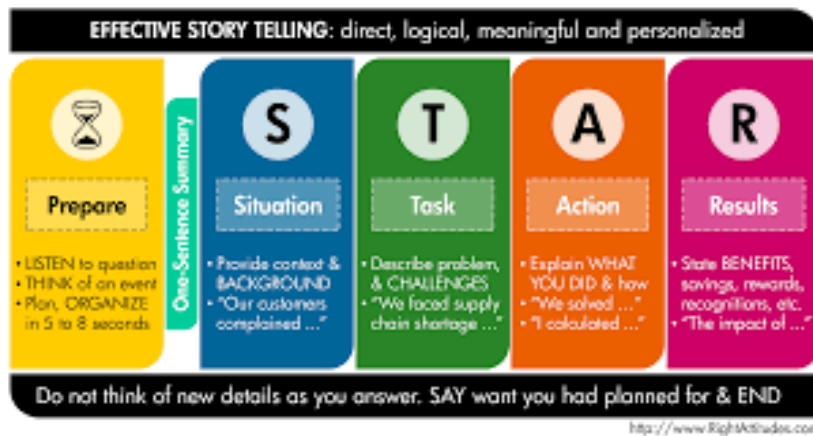 EFFECTIVE STORY TELLING: direct, logical, meaningful and personalized
Prepare
• LISTEN to question
• THINK of an event
• Plan, ORGANIZE
in 5 to 8 seconds
One-Sentence Summary
S
Situation
• Provide context &
BACKGROUND
• "Our customers
complained ..."
T
Task
• Describe problem,
& CHALLENGES
• "We faced supply
chain shortage ..."
A
Action
• Explain WHAT
YOU DID & how
• "We solved ..."
• "I calculated ..."
R
Results
• State BENEFITS,
savings, rewards,
recognitions, etc.
• "The impact of ..."
Do not think of new details as you answer. SAY want you had planned for & END
http://www.RightAttitudes.com